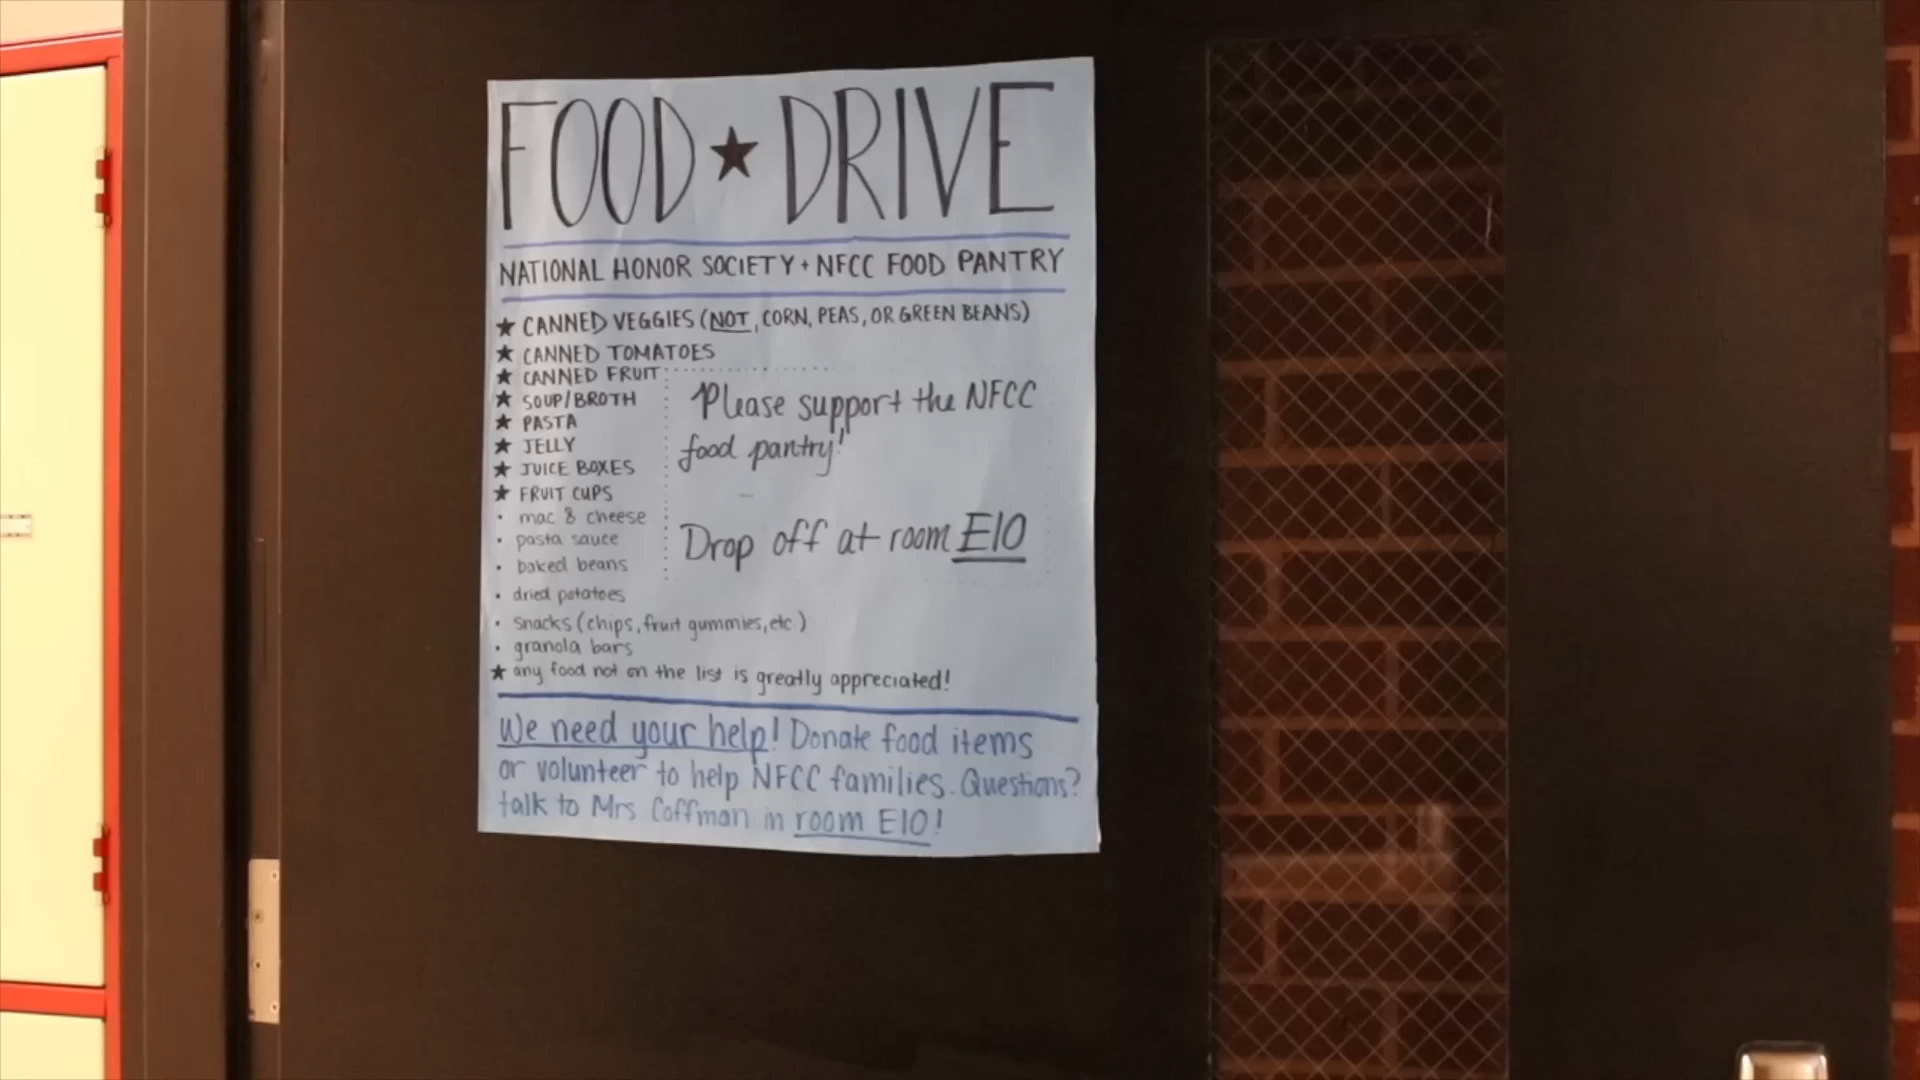 FOOD ★ DRIVE
NATIONAL HONOR SOCIETY + NFCC FOOD PANTRY
★ CANNED VEGGIES (NOT, CORN, PEAS, OR GREEN BEANS)
★ CANNED TOMATOES
★ CANNED FRUIT
★ SOUP/BROTH
★ PASTA
★ JELLY
★ JUICE BOXES
★ FRUIT CUPS
• mac & cheese
• pasta sauce
• baked beans
• dried potatoes
• snacks (chips, fruit gummies, etc.)
• granola bars
★ any food not on the list is greatly appreciated!
Please support the NFCC
food pantry!
Drop off at room E10
We need your help! Donate food items
or volunteer to help NFCC families. Questions?
talk to Mrs Coffman in room E10!